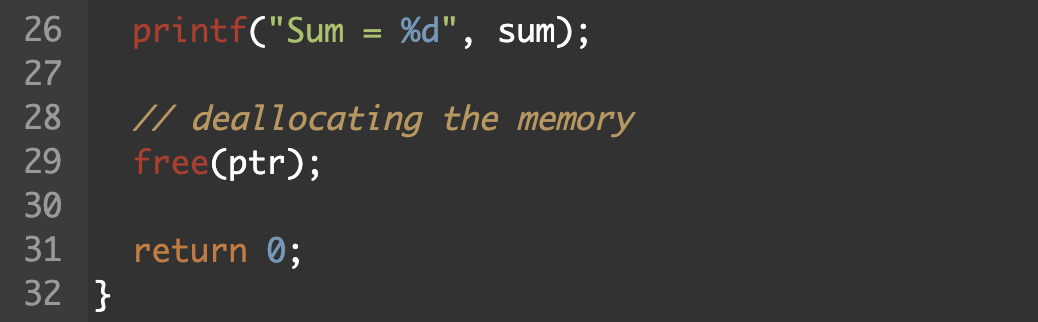 26 printf("Sum = %d", sum);
27
28 // deallocating the memory
29 free(ptr);
30
31 return 0;
32 }